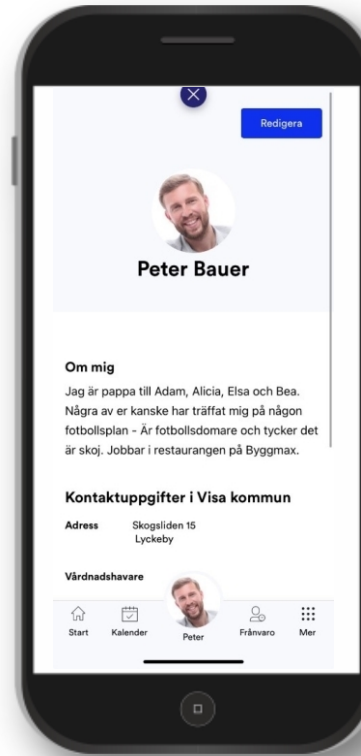 Redigera
Peter Bauer
Om mig
Jag är pappa till Adam, Alicia, Elsa och Bea.
Några av er kanske har träffat mig på någon
fotbollsplan - Är fotbollsdomare och tycker det
är skoj. Jobbar i restaurangen på Byggmax.
Kontaktuppgifter i Visa kommun
Adress Skogsliden 15
Lyckeby
Vårdnadshavare
Start Kalender Peter Frånvaro Mer